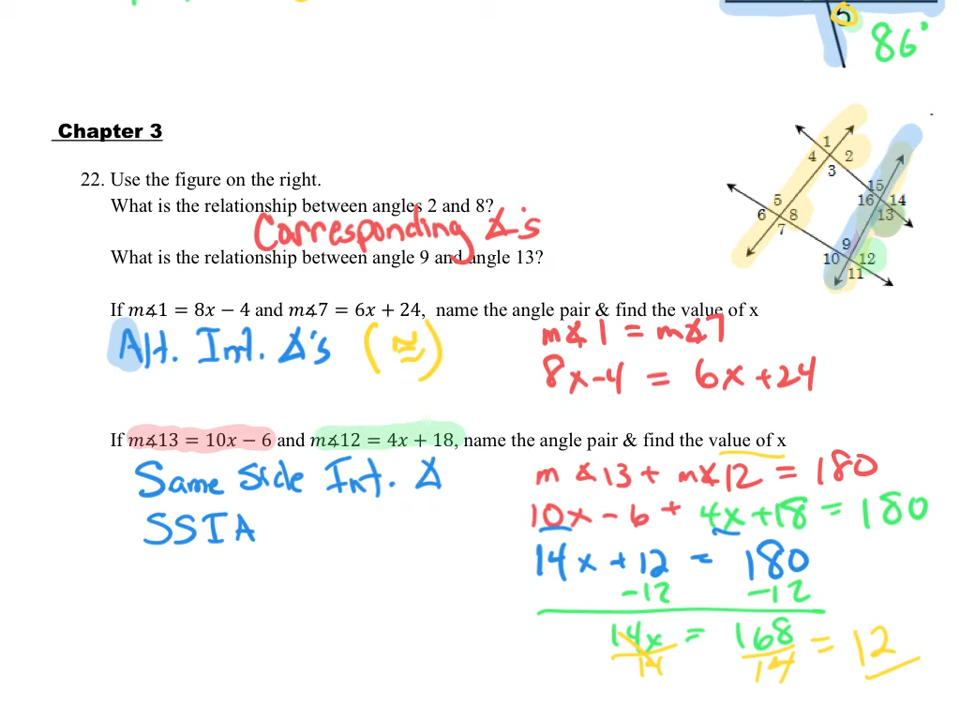 5
86°
Chapter 3
22. Use the figure on the right.
What is the relationship between angles 2 and 8?
Corresponding ∡'s
What is the relationship between angle 9 and angle 13?
If m∡1 = 8x − 4 and m∡7 = 6x + 24, name the angle pair & find the value of x
Alt. Int. ∡'s (≅)
m∡1 = m∡7
8x-4 = 6x+24
If m∡13 = 10x − 6 and m∡12 = 4x + 18, name the angle pair & find the value of x
Same Side Int. ∡
SSIA
m∡13 + m∡12 = 180
10x - 6 + 4x + 18 = 180
14x + 12 = 180
-12 -12
14x = 168 = 12
14 14
1
4 2
3
15
5 16 14
6 8 13
7
9
10 12
11